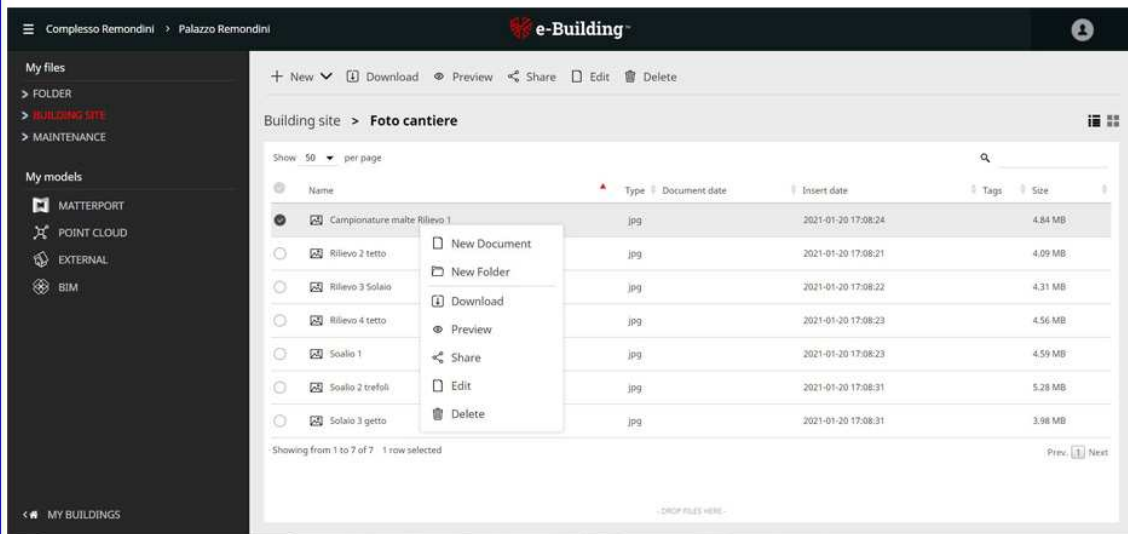 Complesso Remondini > Palazzo Remondini
e-Building™
My files
> FOLDER
> BUILDING SITE
> MAINTENANCE
My models
MATTERPORT
POINT CLOUD
EXTERNAL
BIM
< MY BUILDINGS
+ New Download Preview Share Edit Delete
Building site > Foto cantiere
Show 50 per page
Name Type Document date Insert date Tags Size
Campionature malte Rilievo 1 jpg 2021-01-20 17:08:24 4.84 MB
Rilievo 2 tetto jpg 2021-01-20 17:08:21 4.09 MB
Rilievo 3 Solaio jpg 2021-01-20 17:08:22 4.31 MB
Rilievo 4 tetto jpg 2021-01-20 17:08:23 4.56 MB
Soalio 1 jpg 2021-01-20 17:08:23 4.59 MB
Soalio 2 trefoli jpg 2021-01-20 17:08:31 5.28 MB
Solaio 3 getto jpg 2021-01-20 17:08:31 3.98 MB
New Document
New Folder
Download
Preview
Share
Edit
Delete
Showing from 1 to 7 of 7 1 row selected
Prev. 1 Next
- DROP FILES HERE -